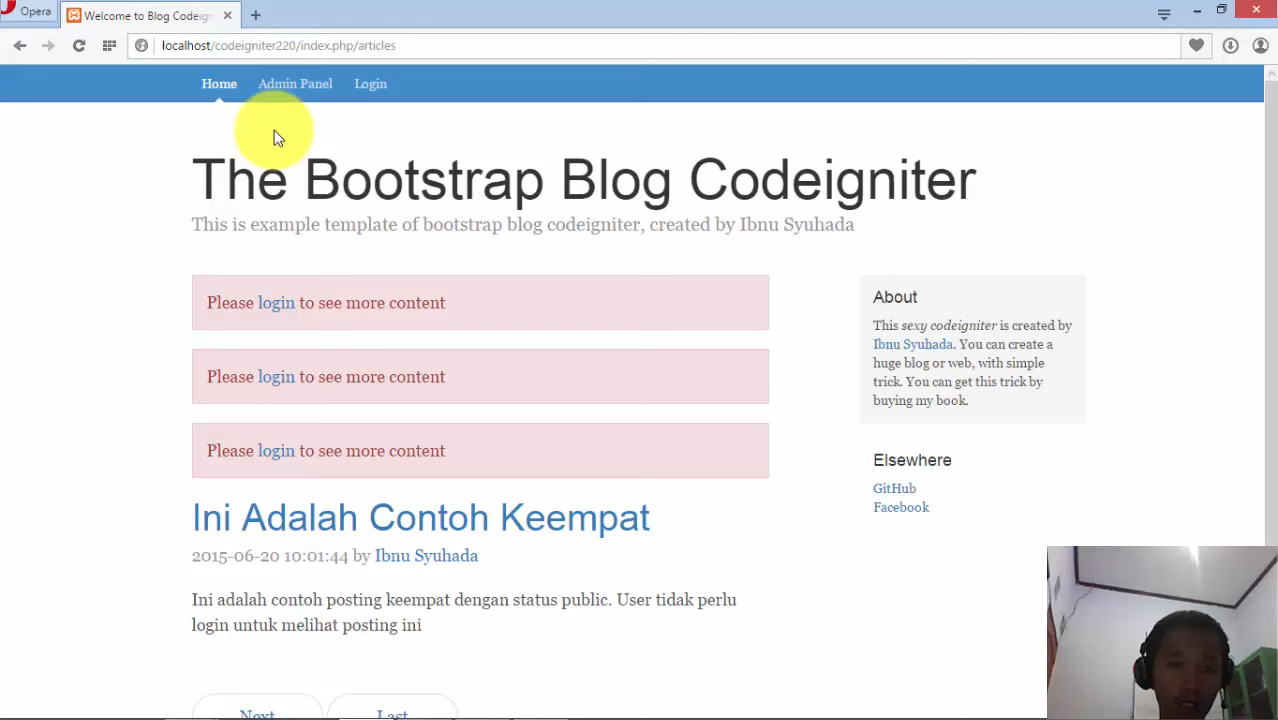 Opera
Welcome to Blog Codeign
localhost/codeigniter220/index.php/articles
Home Admin Panel Login
The Bootstrap Blog Codeigniter
This is example template of bootstrap blog codeigniter, created by Ibnu Syuhada
Please login to see more content
Please login to see more content
Please login to see more content
Ini Adalah Contoh Keempat
2015-06-20 10:01:44 by Ibnu Syuhada
Ini adalah contoh posting keempat dengan status public. User tidak perlu
login untuk melihat posting ini
Next Last
About
This sexy codeigniter is created by
Ibnu Syuhada. You can create a
huge blog or web, with simple
trick. You can get this trick by
buying my book.
Elsewhere
GitHub
Facebook